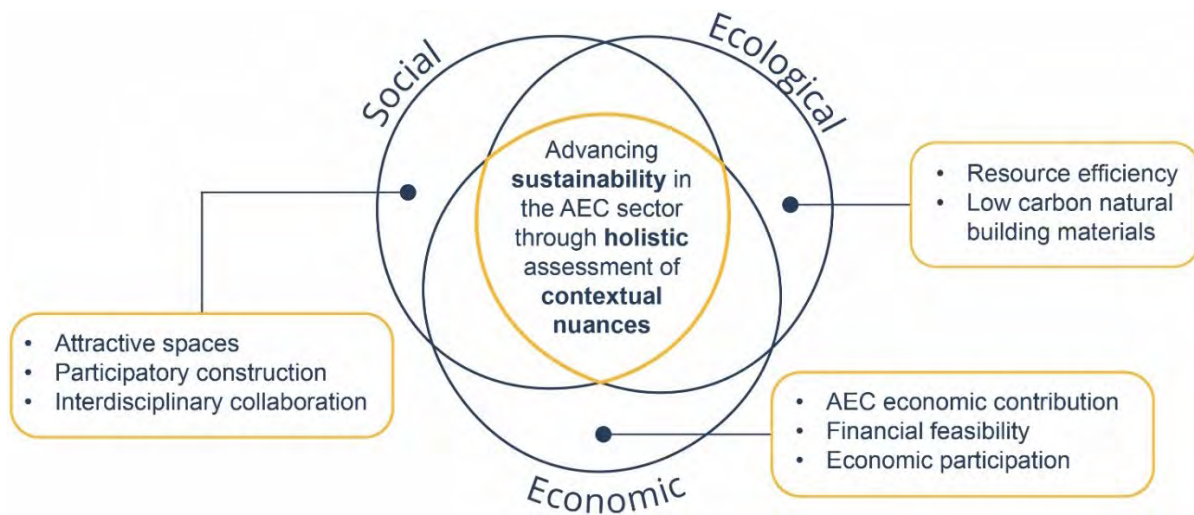 Social
Ecological
Advancing
sustainability in
the AEC sector
through holistic
assessment of
contextual
nuances
• Resource efficiency
• Low carbon natural
building materials
• Attractive spaces
• Participatory construction
• Interdisciplinary collaboration
• AEC economic contribution
• Financial feasibility
• Economic participation
Economic